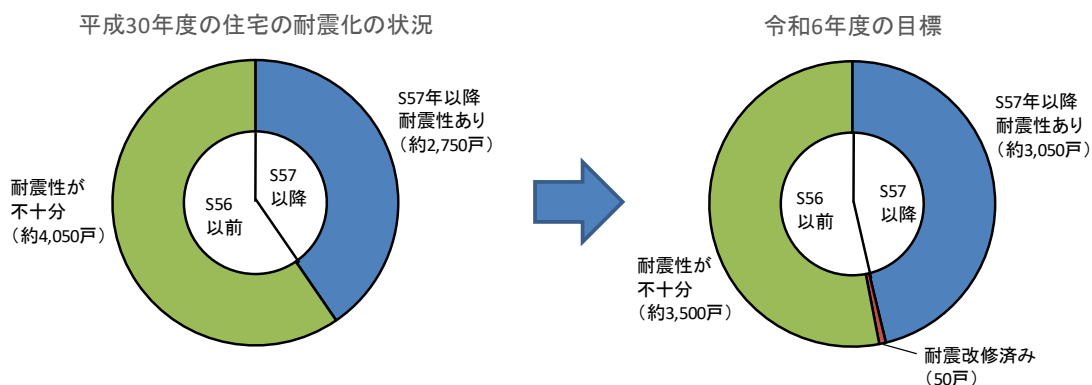 平成30年度の住宅の耐震化の状況
S57年以降
耐震性あり
（約2,750戸）
S57
以降
S56
以前
耐震性が
不十分
（約4,050戸）
令和6年度の目標
S57年以降
耐震性あり
（約3,050戸）
S57
以降
S56
以前
耐震性が
不十分
（約3,500戸）
耐震改修済み
（50戸）